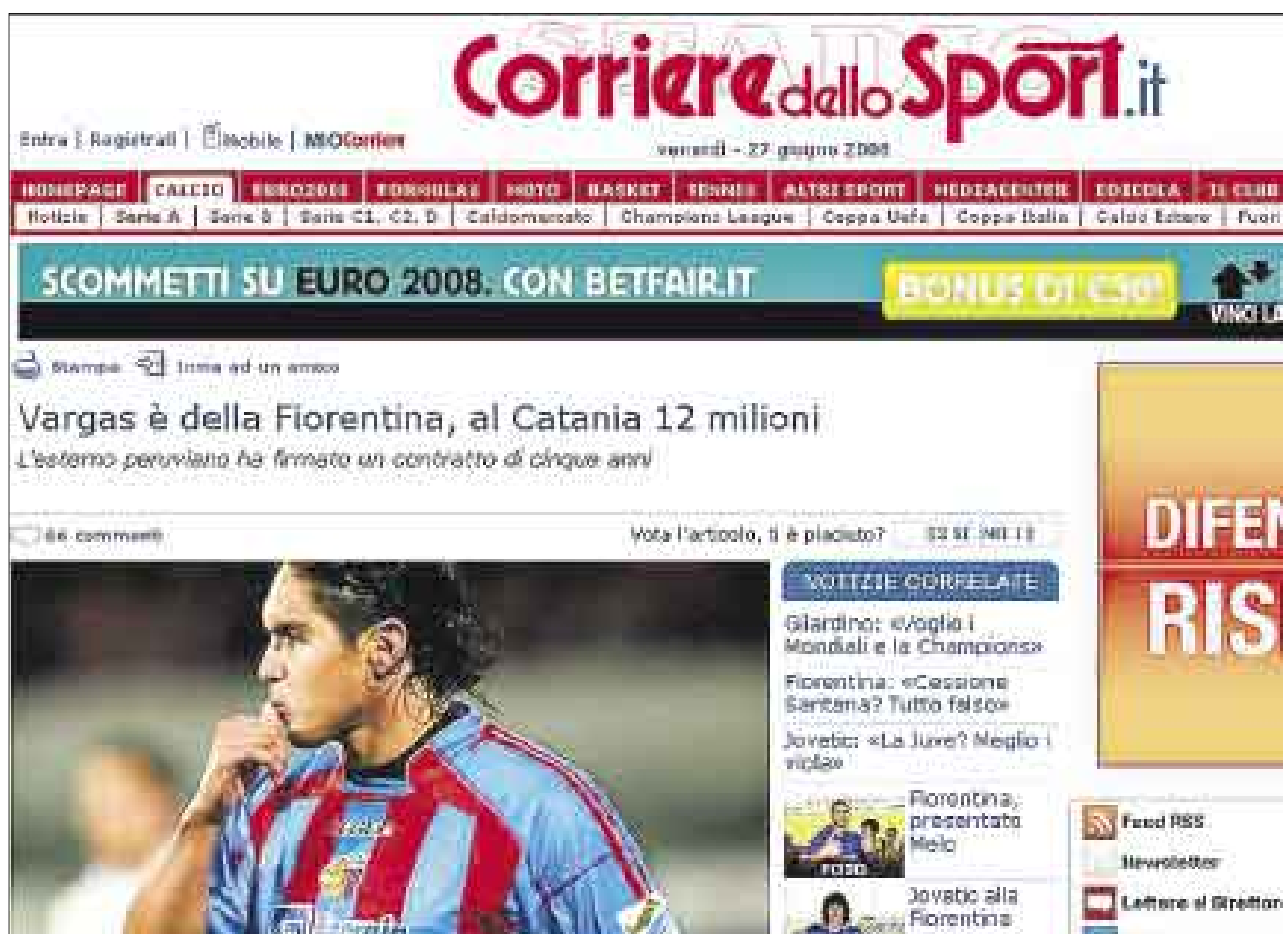 Corriere dello Sport.it
Entra | Registrati | Mobile | MIOCorriere
venerdì - 27 giugno 2008
HOMEPAGE CALCIO EURO2008 FORMULA1 MOTO BASKET TENNIS ALTRI SPORT MEDIACENTER EDICOLA IL CLUB
Notizie | Serie A | Serie B | Serie C1, C2, D | Calciomercato | Champions League | Coppa Uefa | Coppa Italia | Calcio Estero | Fuori
SCOMMETTI SU EURO 2008. CON BETFAIR.IT
BONUS DI €30!
VINCI LA
Stampa Invia ad un amico
Vargas è della Fiorentina, al Catania 12 milioni
L'esterno peruviano ha firmato un contratto di cinque anni
66 commenti
Vota l'articolo, ti è piaciuto?
NOTIZIE CORRELATE
Gilardino: «Voglio i
Mondiali e la Champions»
Fiorentina: «Cessione
Santana? Tutto falso»
Jovetic: «La Juve? Meglio i
viola»
Fiorentina,
presentato
Melo
FOTO
Jovetic alla
Fiorentina
DIFEN
RIS
Feed RSS
Newsletter
Lettere al Direttore